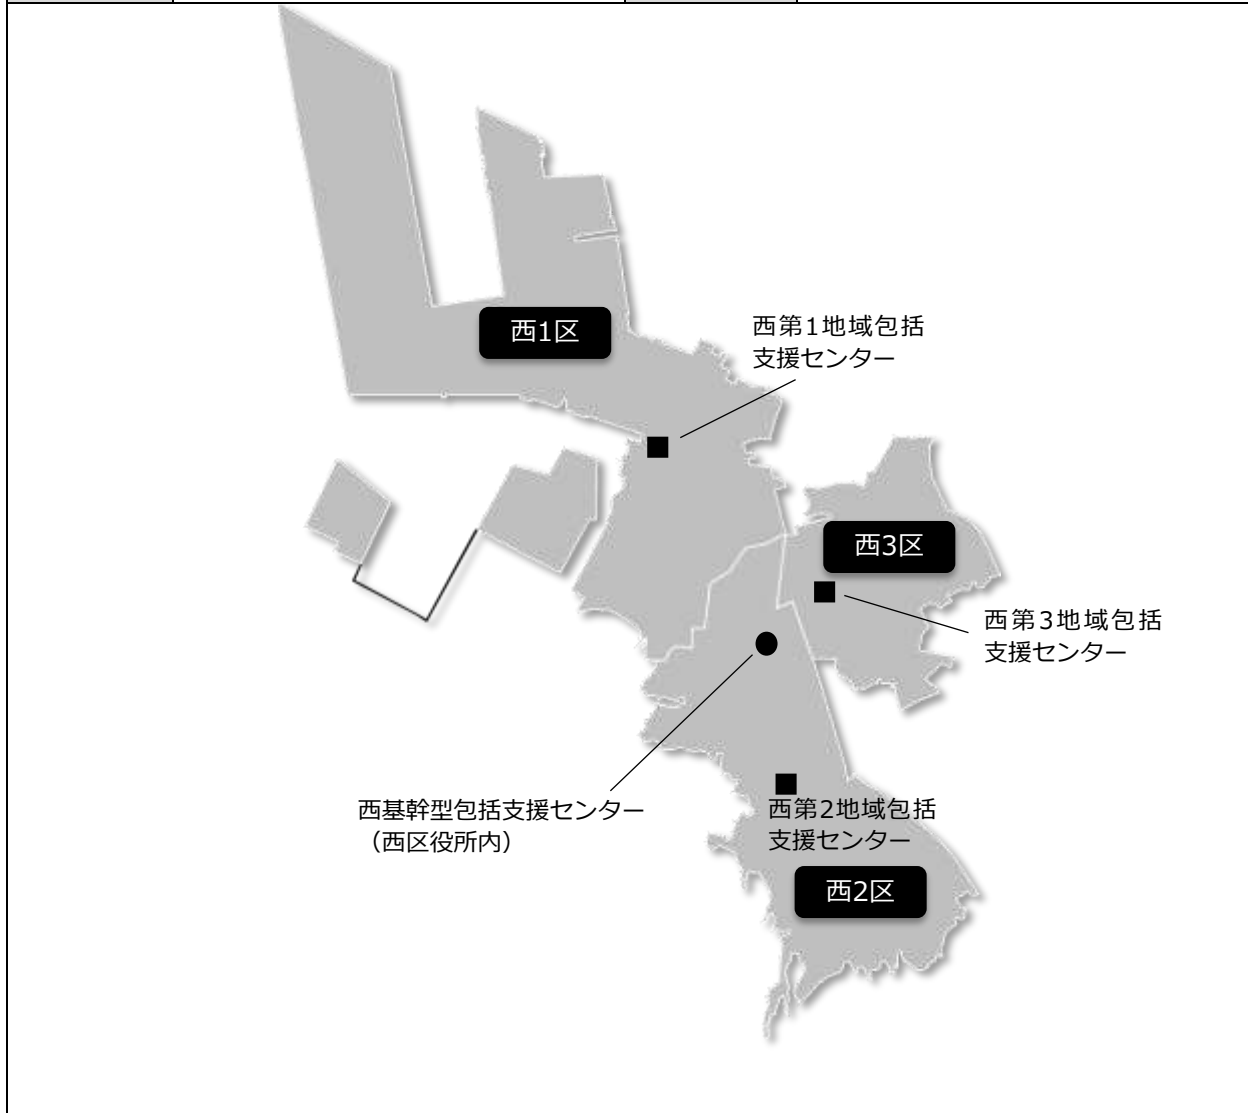 西1区
西第1地域包括
支援センター
西3区
西第3地域包括
支援センター
西基幹型包括支援センター
（西区役所内）
西第2地域包括
支援センター
西2区